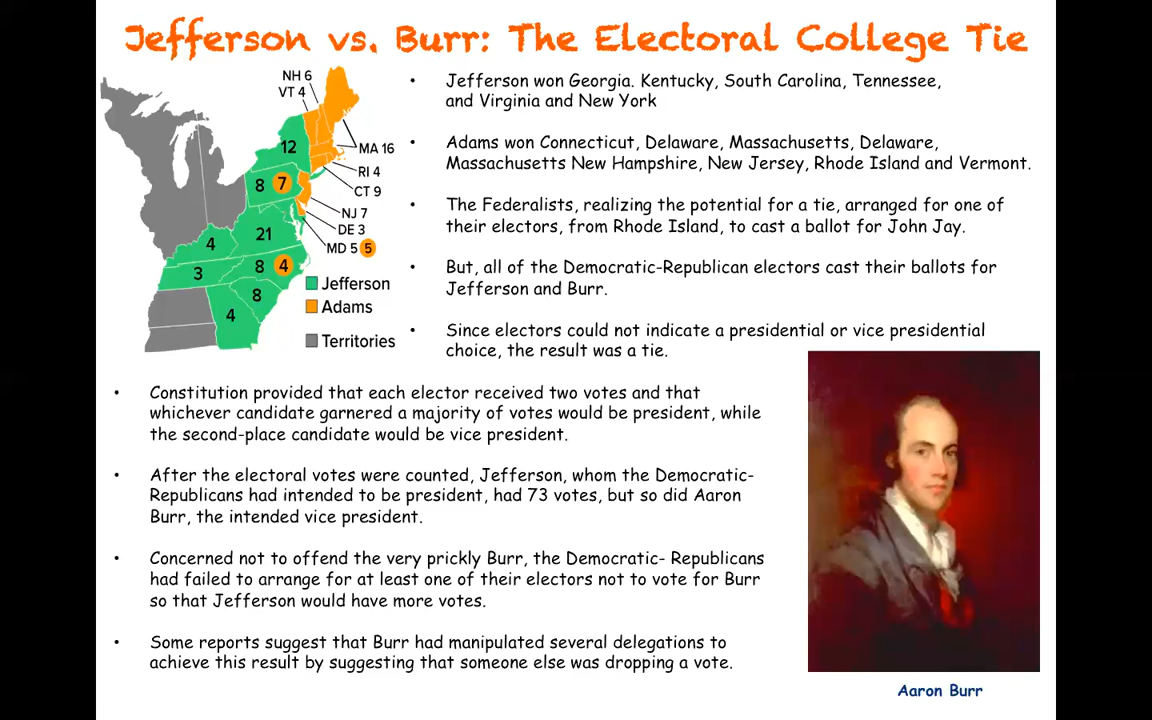 Jefferson vs. Burr: The Electoral College Tie
NH 6
VT 4
12
MA 16
RI 4
CT 9
8 7
NJ 7
DE 3
MD 5 5
21
4
3
8 4
8
4
Jefferson
Adams
Territories
• Jefferson won Georgia. Kentucky, South Carolina, Tennessee,
and Virginia and New York
• Adams won Connecticut, Delaware, Massachusetts, Delaware,
Massachusetts New Hampshire, New Jersey, Rhode Island and Vermont.
• The Federalists, realizing the potential for a tie, arranged for one of
their electors, from Rhode Island, to cast a ballot for John Jay.
• But, all of the Democratic-Republican electors cast their ballots for
Jefferson and Burr.
• Since electors could not indicate a presidential or vice presidential
choice, the result was a tie.
• Constitution provided that each elector received two votes and that
whichever candidate garnered a majority of votes would be president, while
the second-place candidate would be vice president.
• After the electoral votes were counted, Jefferson, whom the Democratic-
Republicans had intended to be president, had 73 votes, but so did Aaron
Burr, the intended vice president.
• Concerned not to offend the very prickly Burr, the Democratic- Republicans
had failed to arrange for at least one of their electors not to vote for Burr
so that Jefferson would have more votes.
• Some reports suggest that Burr had manipulated several delegations to
achieve this result by suggesting that someone else was dropping a vote.
Aaron Burr